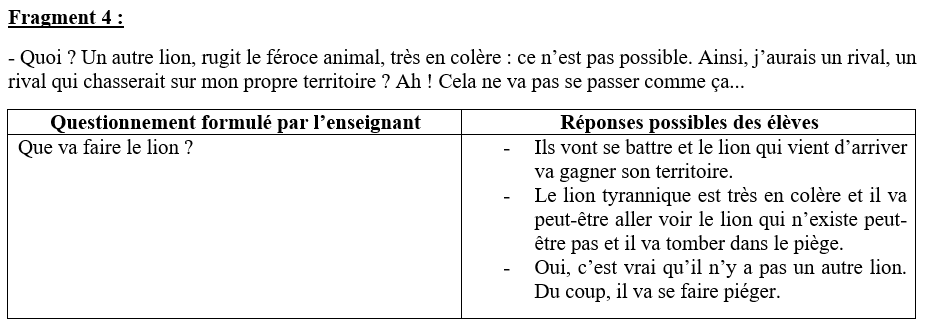 Fragment 4 :
- Quoi ? Un autre lion, rugit le féroce animal, très en colère : ce n’est pas possible. Ainsi, j’aurais un rival, un
rival qui chasserait sur mon propre territoire ? Ah ! Cela ne va pas se passer comme ça...
Questionnement formulé par l’enseignant
Réponses possibles des élèves
Que va faire le lion ?
- Ils vont se battre et le lion qui vient d’arriver
va gagner son territoire.
- Le lion tyrannique est très en colère et il va
peut-être aller voir le lion qui n’existe peut-
être pas et il va tomber dans le piège.
- Oui, c’est vrai qu’il n’y a pas un autre lion.
Du coup, il va se faire piéger.